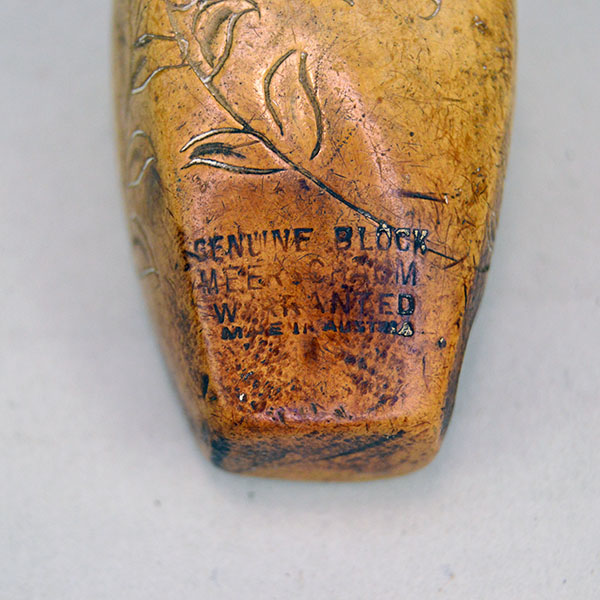 GENUINE BLOCK
MEERSCHAUM
WARRANTED
MADE IN AUSTRIA